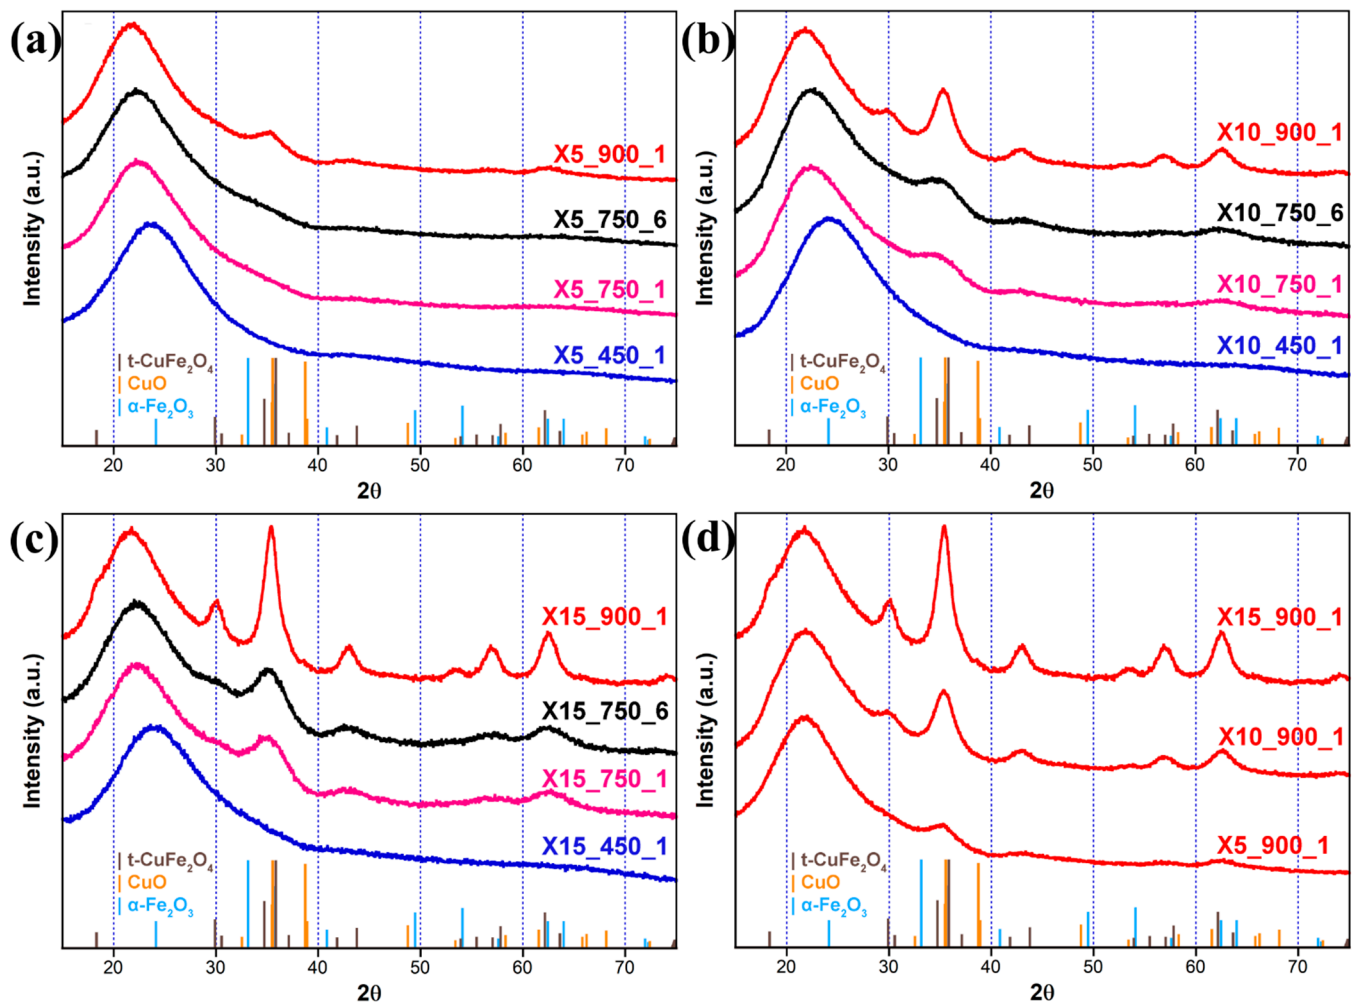 (a)
Intensity (a.u.)
X5_900_1
X5_750_6
X5_750_1
X5_450_1
t-CuFe₂O₄
CuO
α-Fe₂O₃
20 30 40 50 60 70
2θ
(b)
Intensity (a.u.)
X10_900_1
X10_750_6
X10_750_1
X10_450_1
t-CuFe₂O₄
CuO
α-Fe₂O₃
20 30 40 50 60 70
2θ
(c)
Intensity (a.u.)
X15_900_1
X15_750_6
X15_750_1
X15_450_1
t-CuFe₂O₄
CuO
α-Fe₂O₃
20 30 40 50 60 70
2θ
(d)
Intensity (a.u.)
X15_900_1
X10_900_1
X5_900_1
t-CuFe₂O₄
CuO
α-Fe₂O₃
20 30 40 50 60 70
2θ